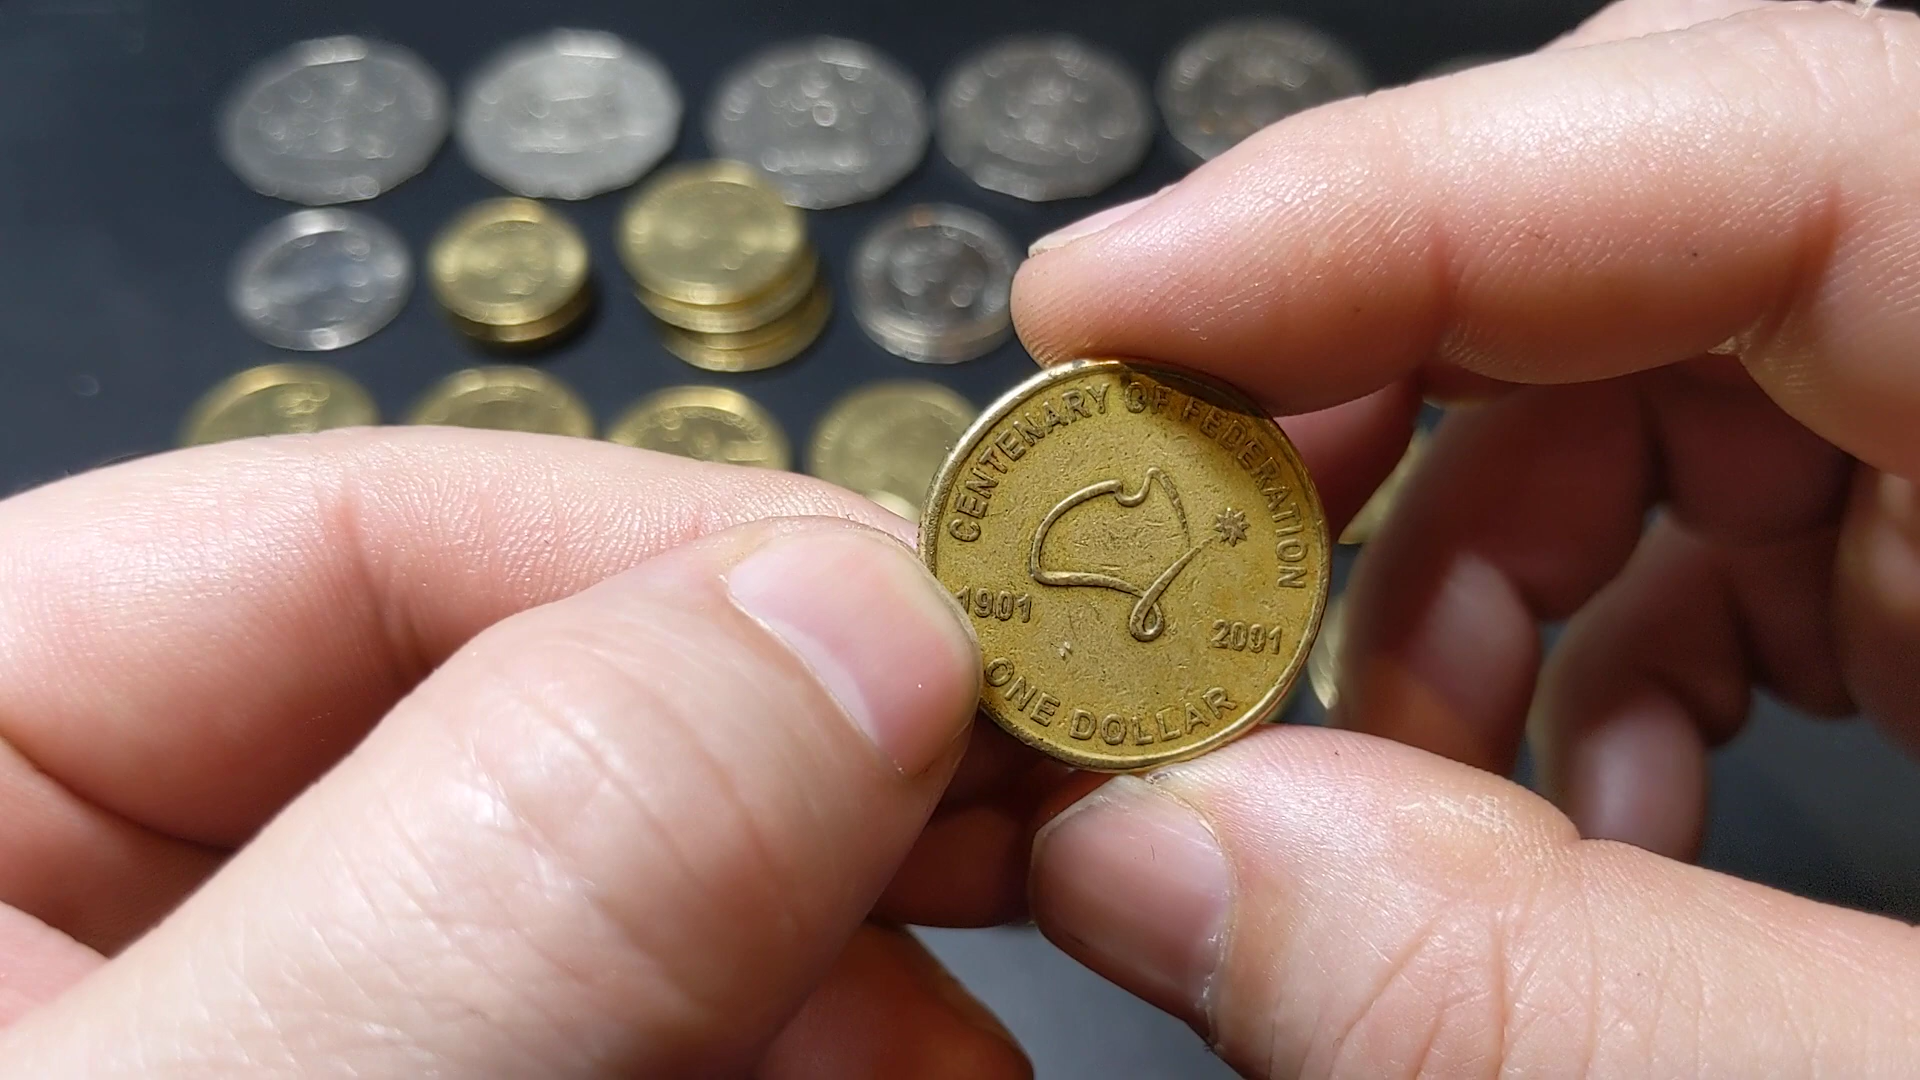 CENTENARY OF FEDERATION
1901
2001
ONE DOLLAR